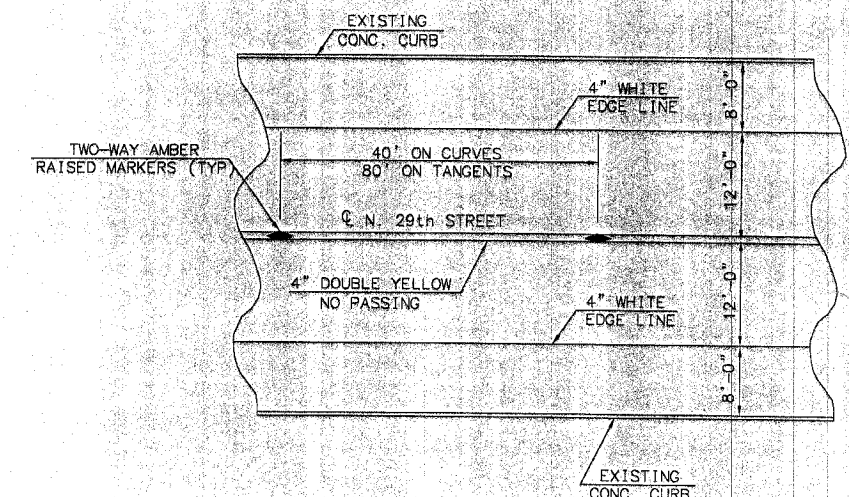 EXISTING
CONC. CURB
4" WHITE
EDGE LINE
8'-0"
TWO-WAY AMBER
RAISED MARKERS (TYP)
40' ON CURVES
80' ON TANGENTS
12'-0"
℄ N. 29th STREET
4" DOUBLE YELLOW
NO PASSING
12'-0"
4" WHITE
EDGE LINE
8'-0"
EXISTING
CONC. CURB